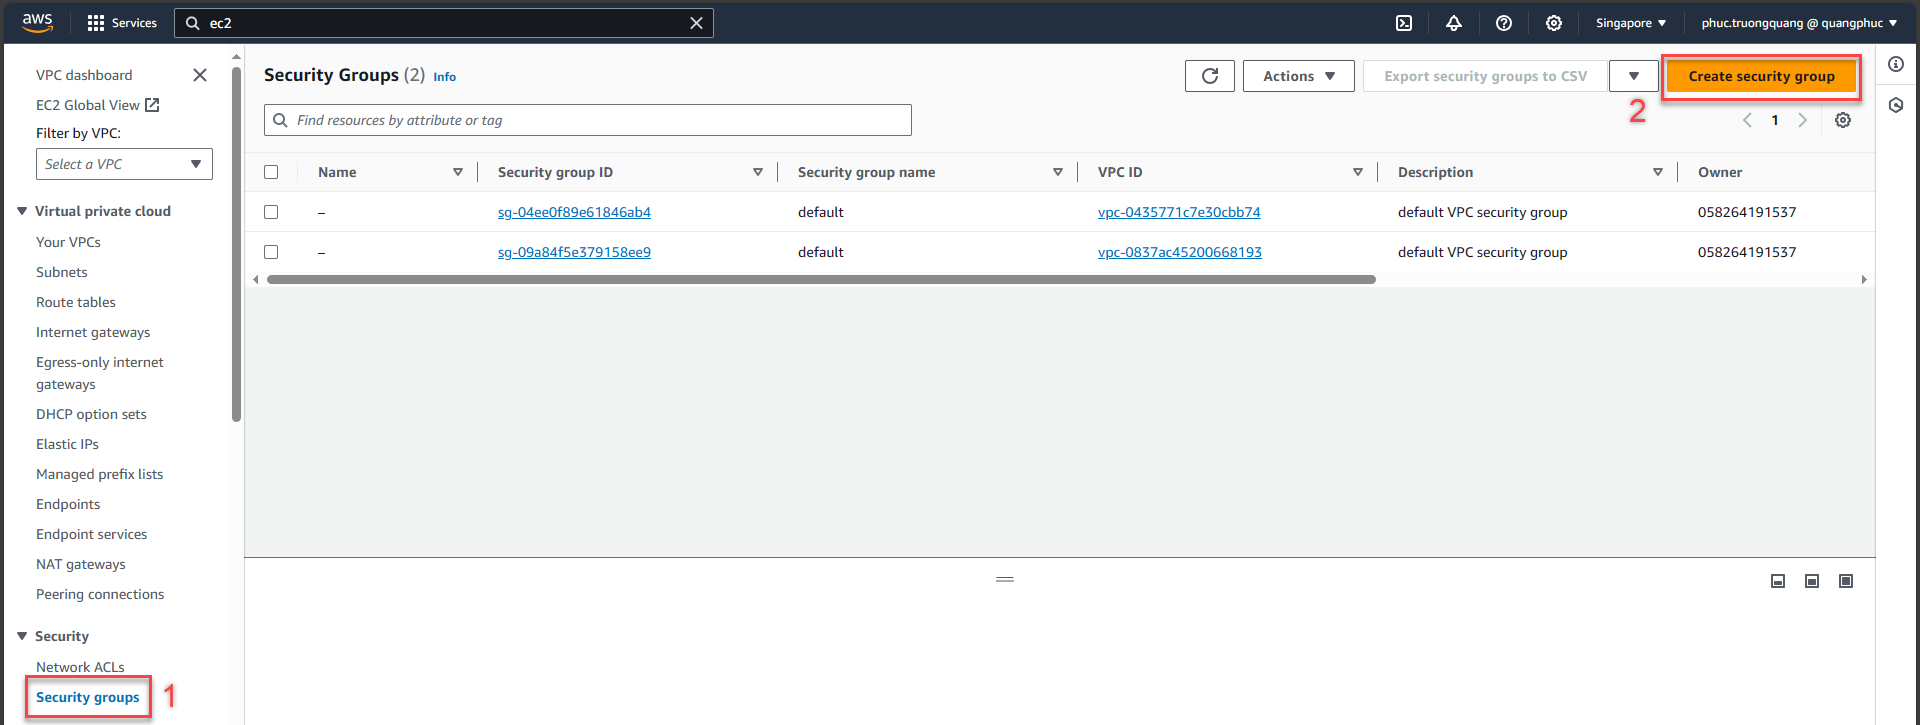 aws
Services
ec2
Singapore
phuc.truongquang @ quangphuc
VPC dashboard
EC2 Global View
Filter by VPC:
Select a VPC
Virtual private cloud
Your VPCs
Subnets
Route tables
Internet gateways
Egress-only internet
gateways
DHCP option sets
Elastic IPs
Managed prefix lists
Endpoints
Endpoint services
NAT gateways
Peering connections
Security
Network ACLs
Security groups
1
Security Groups (2) Info
Actions
Export security groups to CSV
Create security group
2
Find resources by attribute or tag
1
Name Security group ID Security group name VPC ID Description Owner
– sg-04ee0f89e61846ab4 default vpc-0435771c7e30cbb74 default VPC security group 058264191537
– sg-09a84f5e379158ee9 default vpc-0837ac45200668193 default VPC security group 058264191537